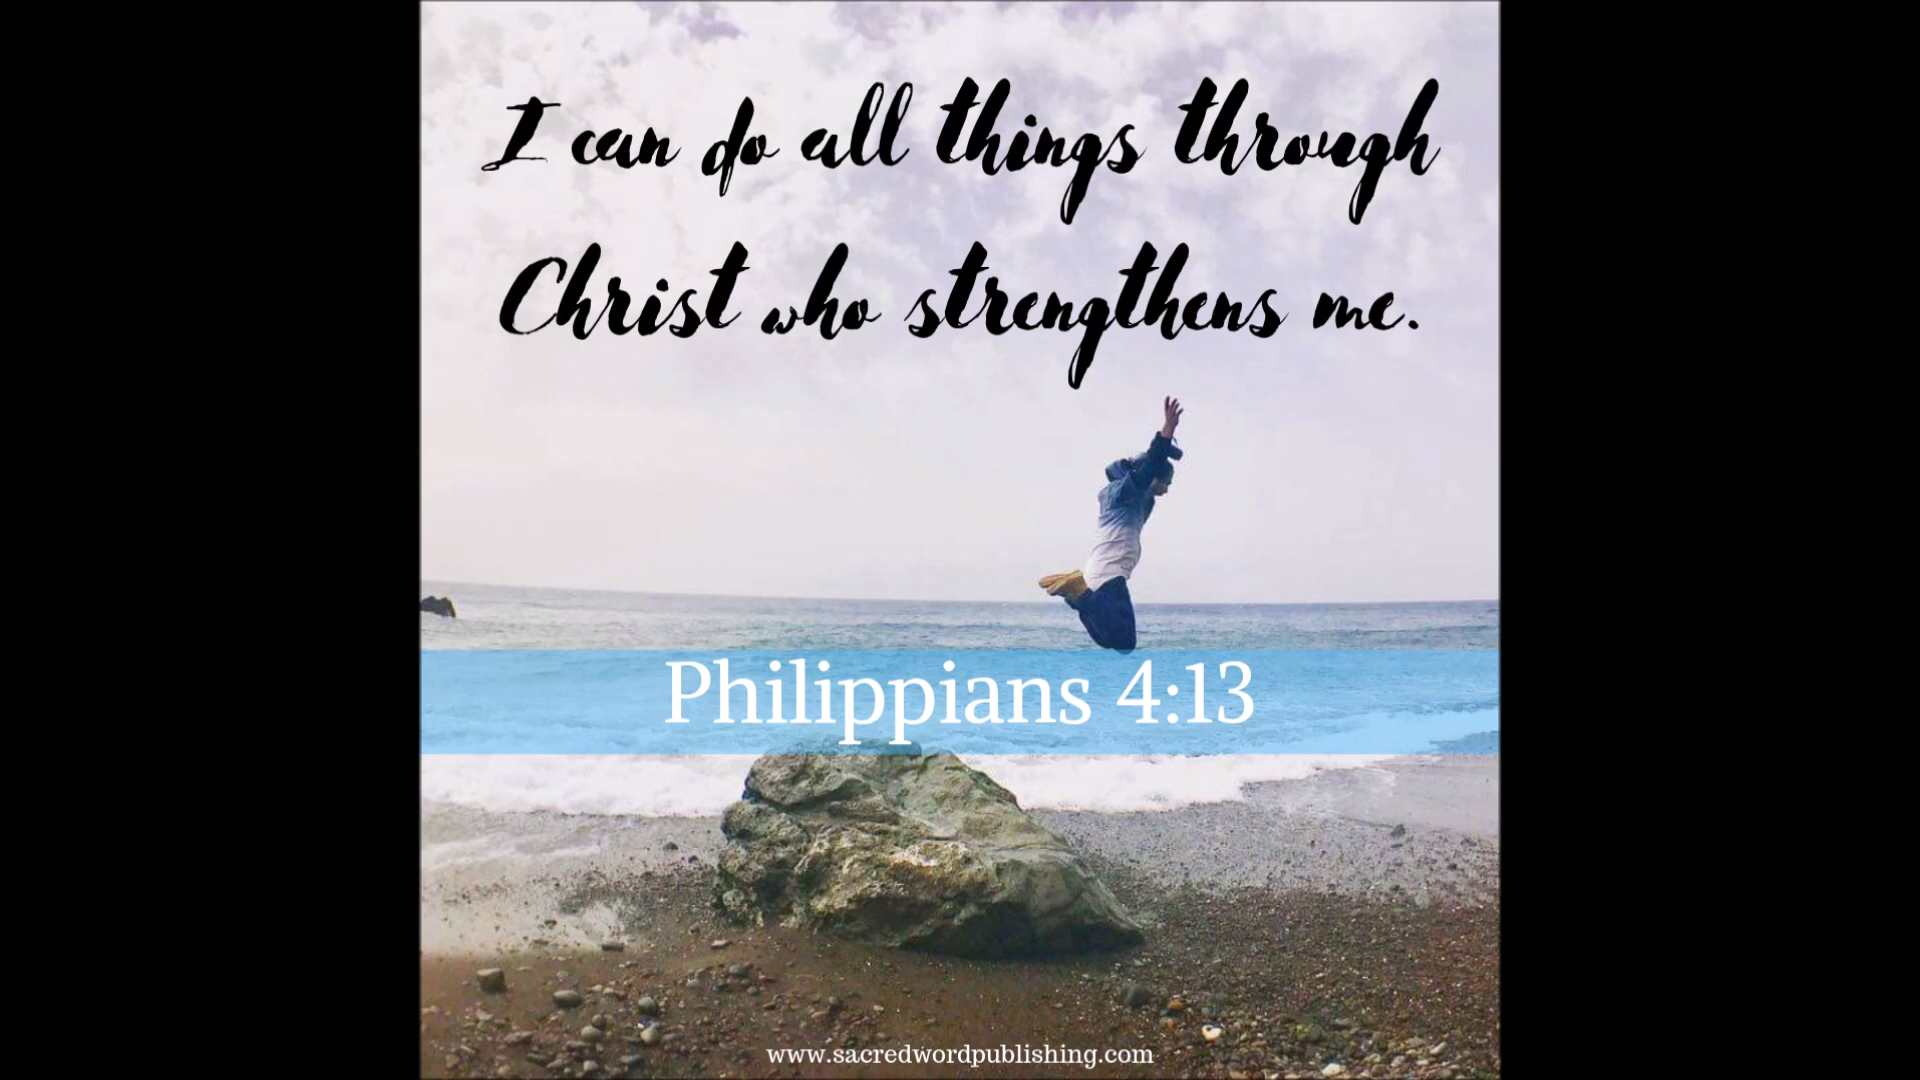 I can do all things through
Christ who strengthens me.
Philippians 4:13
www.sacredwordpublishing.com